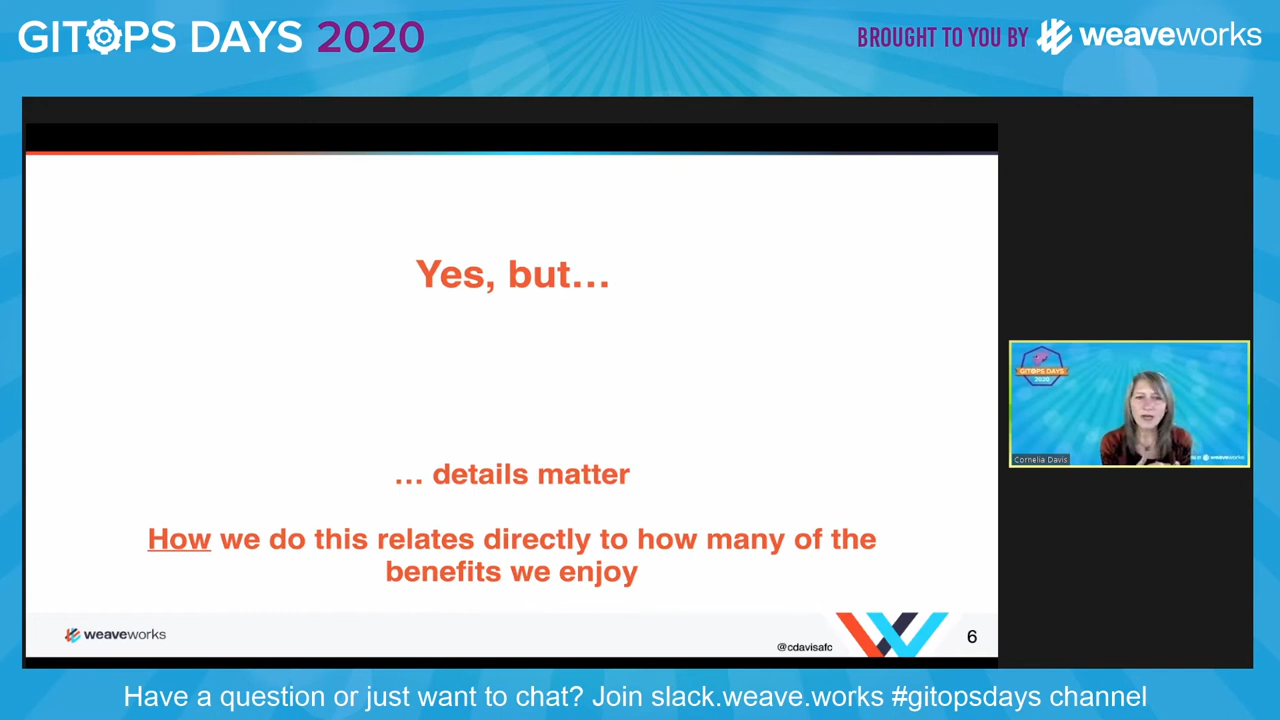 GITOPS DAYS 2020
BROUGHT TO YOU BY weaveworks
Yes, but...
... details matter
How we do this relates directly to how many of the
benefits we enjoy
weaveworks
@cdavisafc
6
GITOPS DAYS
2020
Cornelia Davis
weaveworks
Have a question or just want to chat? Join slack.weave.works #gitopsdays channel